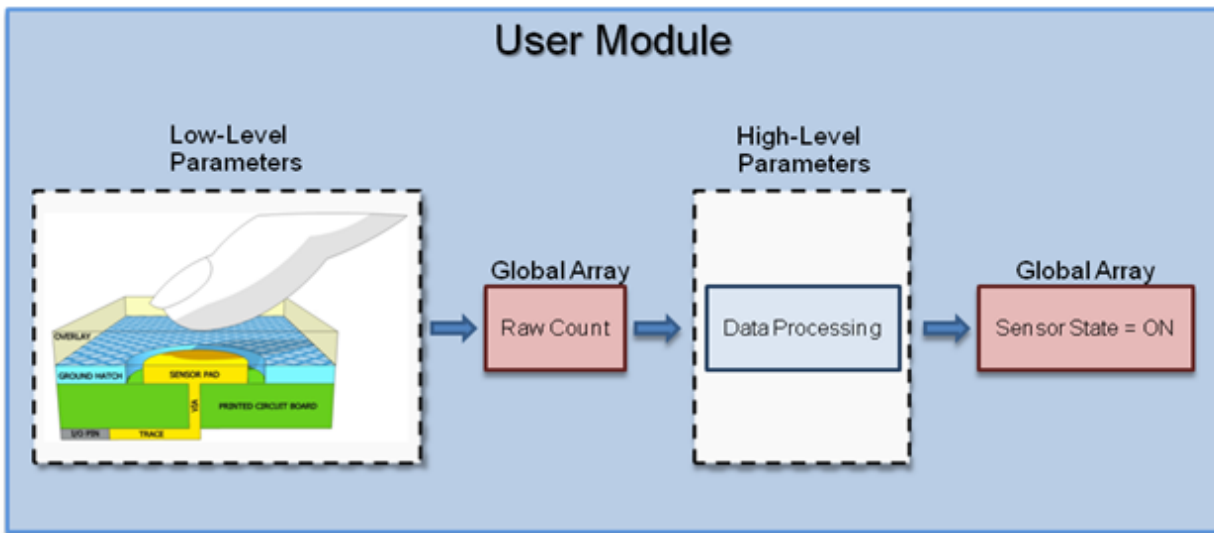 User Module
Low-Level
Parameters
High-Level
Parameters
Global Array
Global Array
Raw Count
Data Processing
Sensor State = ON
OVERLAY
GROUND HATCH
SENSOR PAD
VIA
PRINTED CIRCUIT BOARD
I/O PIN
TRACE